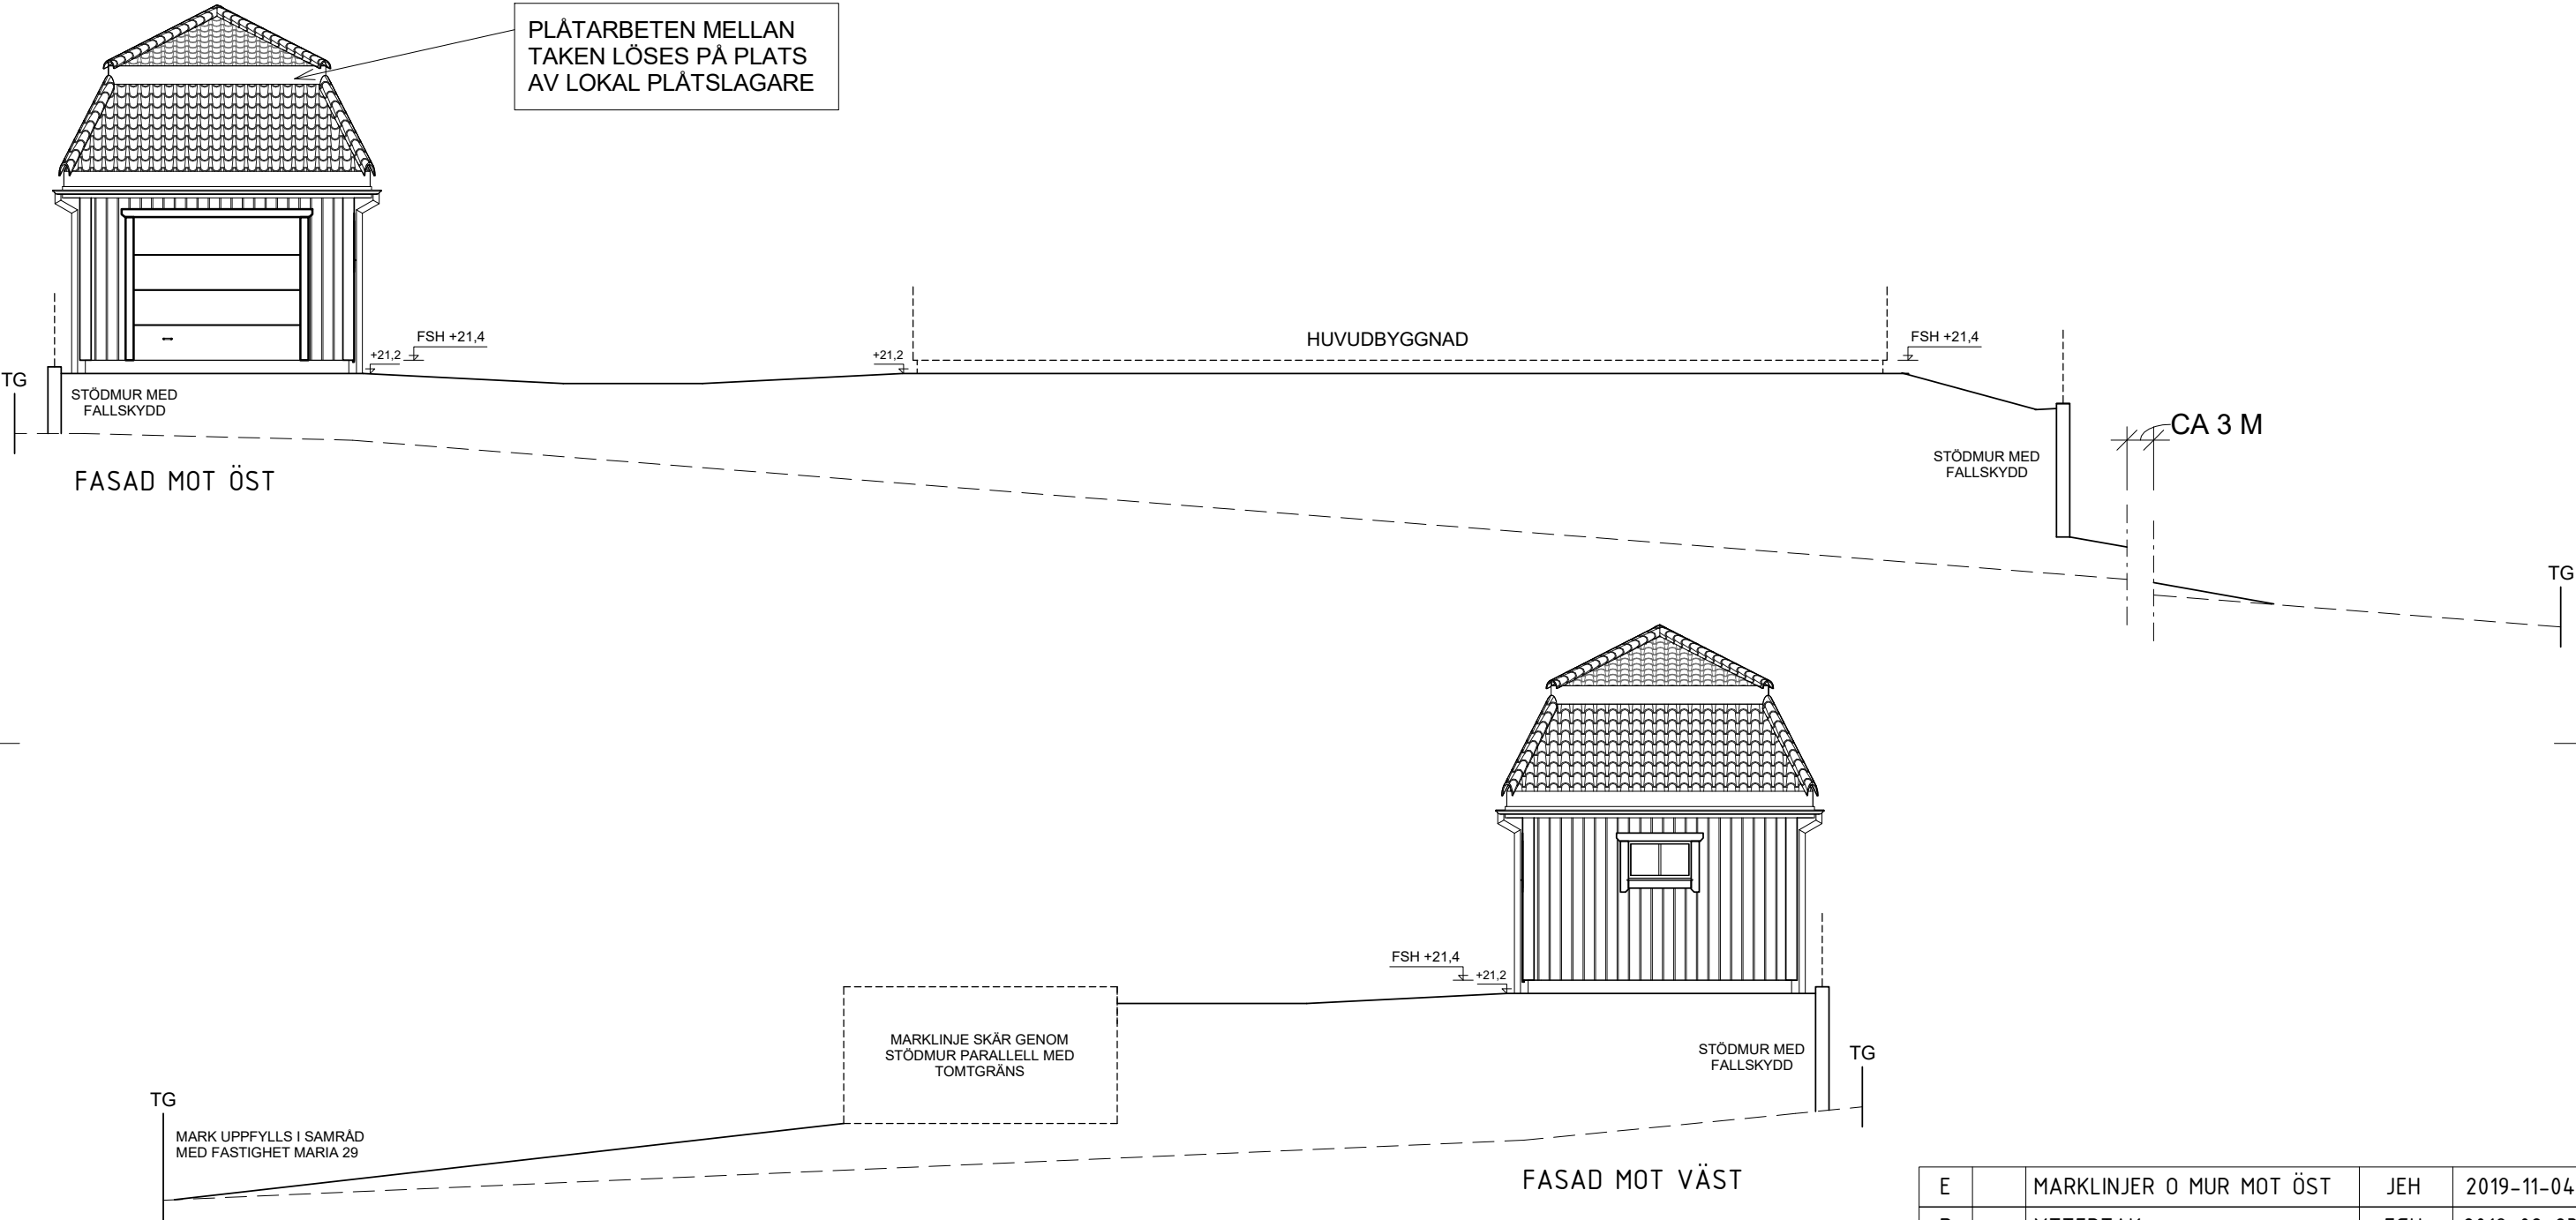 PLÅTARBETEN MELLAN
TAKEN LÖSES PÅ PLATS
AV LOKAL PLÅTSLAGARE
HUVUDBYGGNAD
FSH +21,4
+21,2
+21,2
FSH +21,4
TG
STÖDMUR MED
FALLSKYDD
CA 3 M
STÖDMUR MED
FALLSKYDD
FASAD MOT ÖST
TG
FSH +21,4
+21,2
MARKLINJE SKÄR GENOM
STÖDMUR PARALLELL MED
TOMTGRÄNS
STÖDMUR MED
FALLSKYDD
TG
TG
MARK UPPFYLLS I SAMRÅD
MED FASTIGHET MARIA 29
FASAD MOT VÄST
E MARKLINJER O MUR MOT ÖST JEH 2019-11-04